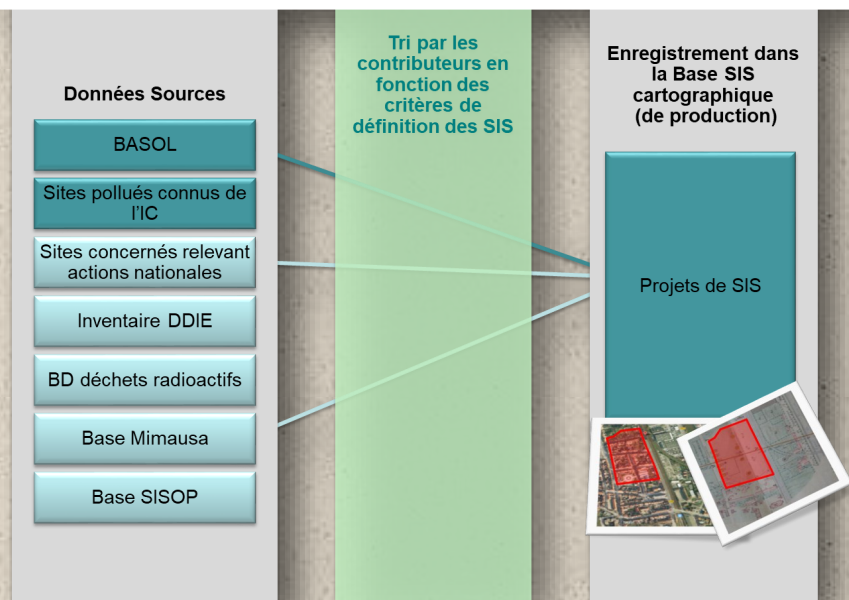 Données Sources
BASOL
Sites pollués connus de
l'IC
Sites concernés relevant
actions nationales
Inventaire DDIE
BD déchets radioactifs
Base Mimausa
Base SISOP
Tri par les
contributeurs en
fonction des
critères de
définition des SIS
Enregistrement dans
la Base SIS
cartographique
(de production)
Projets de SIS